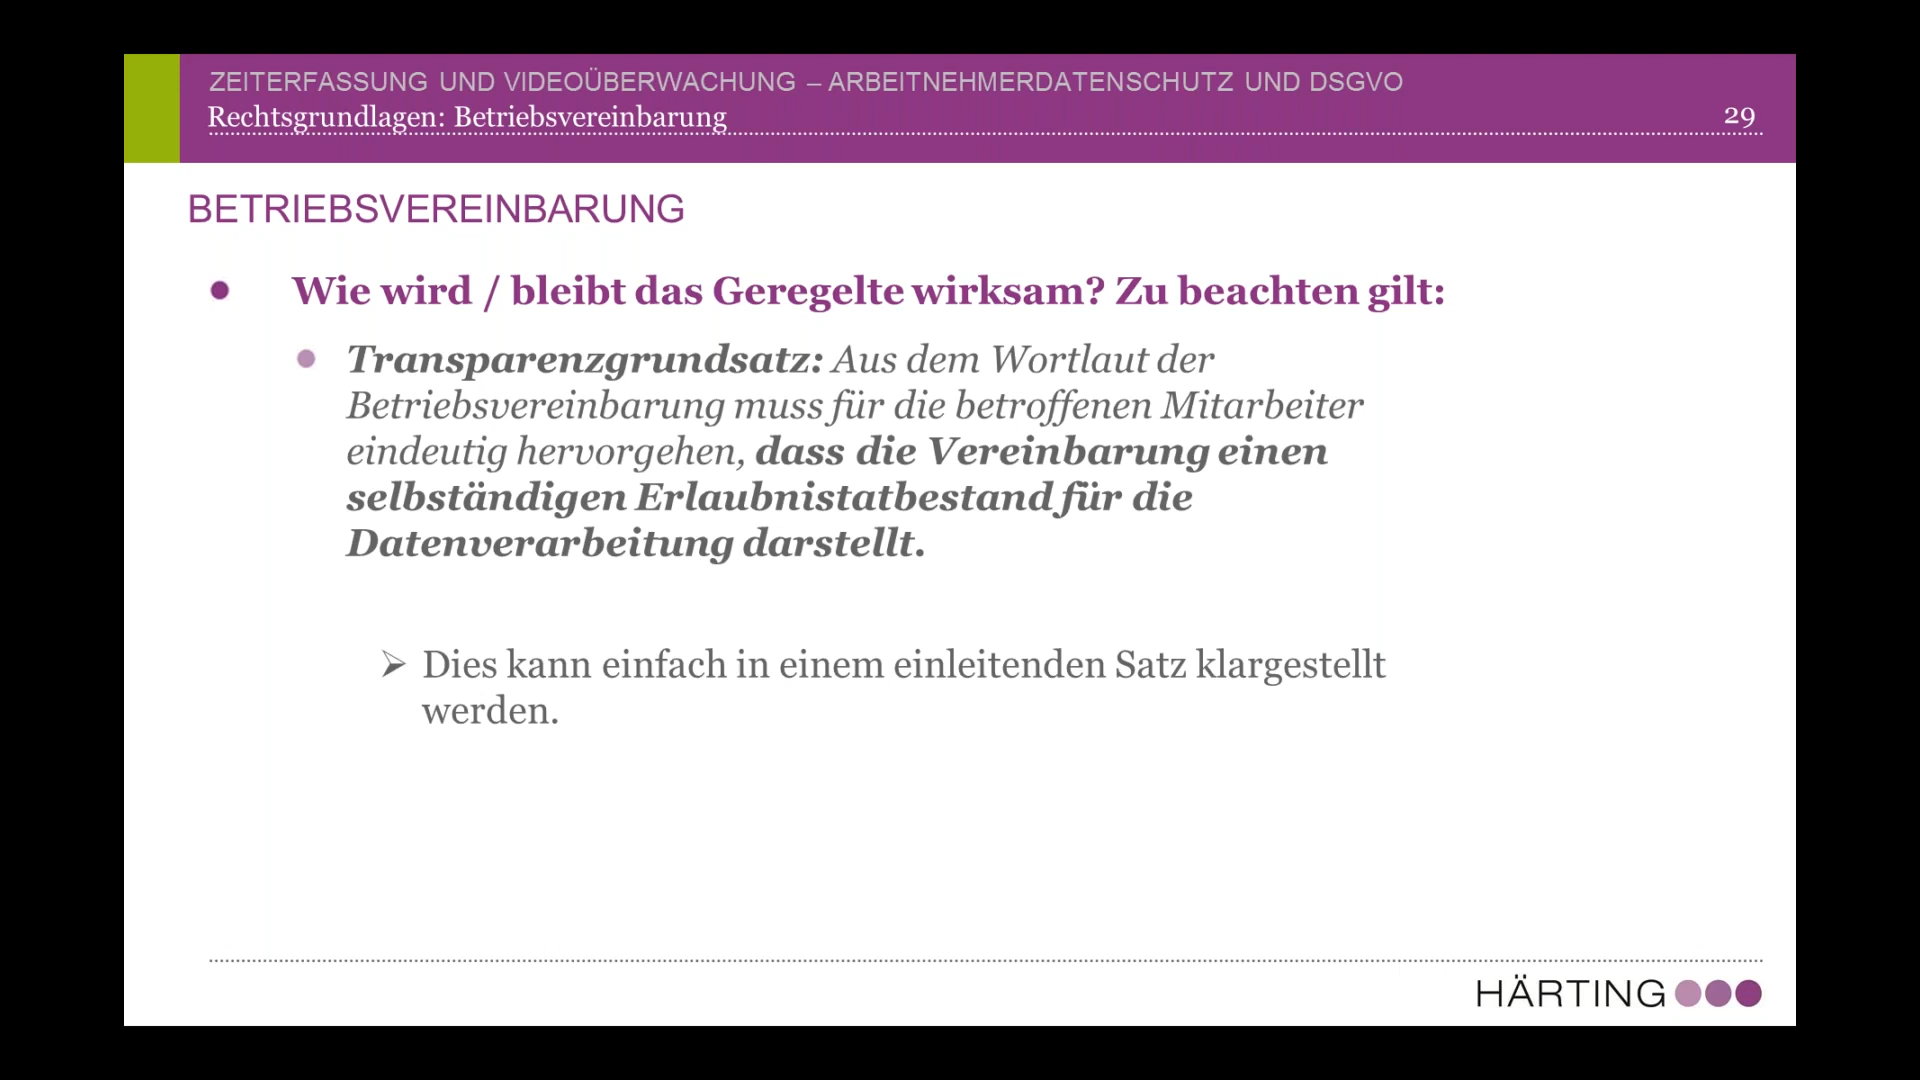 ZEITERFASSUNG UND VIDEOÜBERWACHUNG – ARBEITNEHMERDATENSCHUTZ UND DSGVO
Rechtsgrundlagen: Betriebsvereinbarung
29
BETRIEBSVEREINBARUNG
Wie wird / bleibt das Geregelte wirksam? Zu beachten gilt:
Transparenzgrundsatz: Aus dem Wortlaut der
Betriebsvereinbarung muss für die betroffenen Mitarbeiter
eindeutig hervorgehen, dass die Vereinbarung einen
selbständigen Erlaubnistatbestand für die
Datenverarbeitung darstellt.
Dies kann einfach in einem einleitenden Satz klargestellt
werden.
HÄRTING